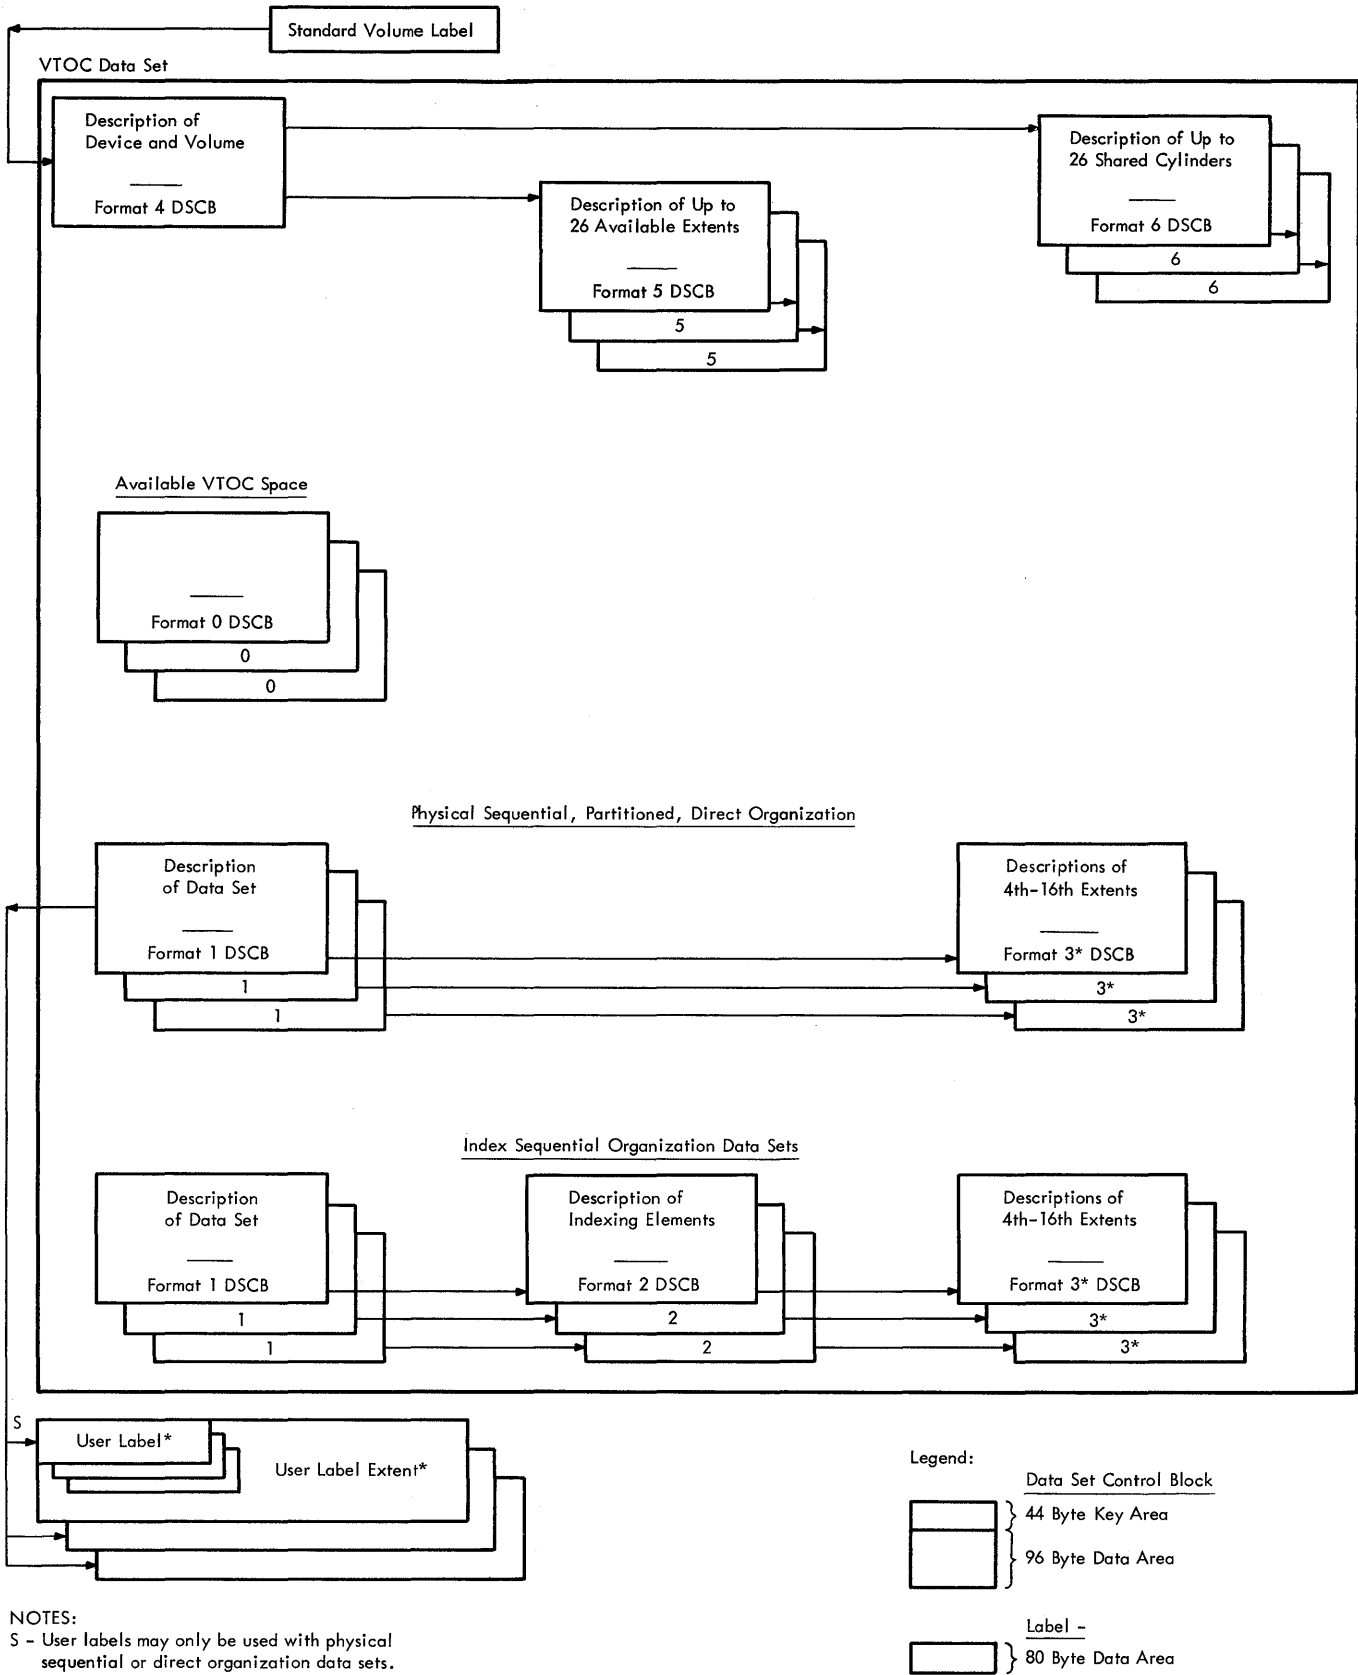 Standard Volume Label
VTOC Data Set
Description of
Device and Volume
Format 4 DSCB
Description of Up to
26 Available Extents
Format 5 DSCB
5
5
Description of Up to
26 Shared Cylinders
Format 6 DSCB
6
6
Available VTOC Space
Format 0 DSCB
0
0
Physical Sequential, Partitioned, Direct Organization
Description
of Data Set
Format 1 DSCB
1
1
Descriptions of
4th-16th Extents
Format 3* DSCB
3*
3*
Index Sequential Organization Data Sets
Description
of Data Set
Format 1 DSCB
1
1
Description of
Indexing Elements
Format 2 DSCB
2
2
Descriptions of
4th-16th Extents
Format 3* DSCB
3*
3*
S
User Label*
User Label Extent*
Legend:
Data Set Control Block
44 Byte Key Area
96 Byte Data Area
Label -
80 Byte Data Area
NOTES:
S - User labels may only be used with physical
sequential or direct organization data sets.